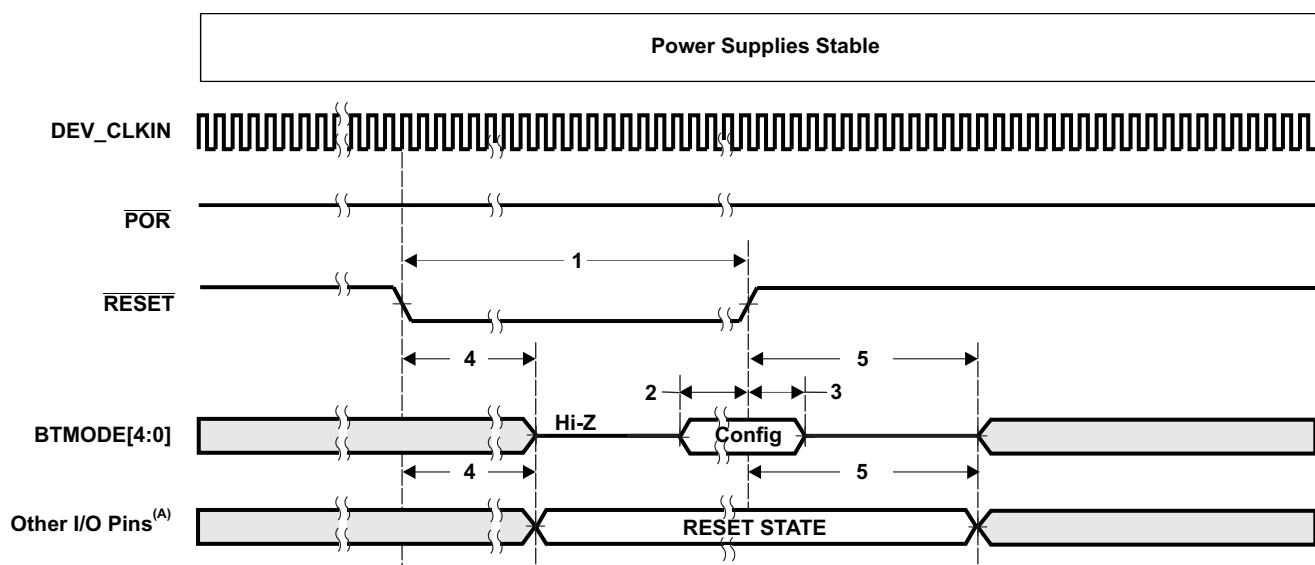 Power Supplies Stable
DEV_CLKIN
POR
1
RESET
4
5
2
3
BTMODE[4:0]
Hi-Z
Config
4
5
Other I/O Pins(A)
RESET STATE